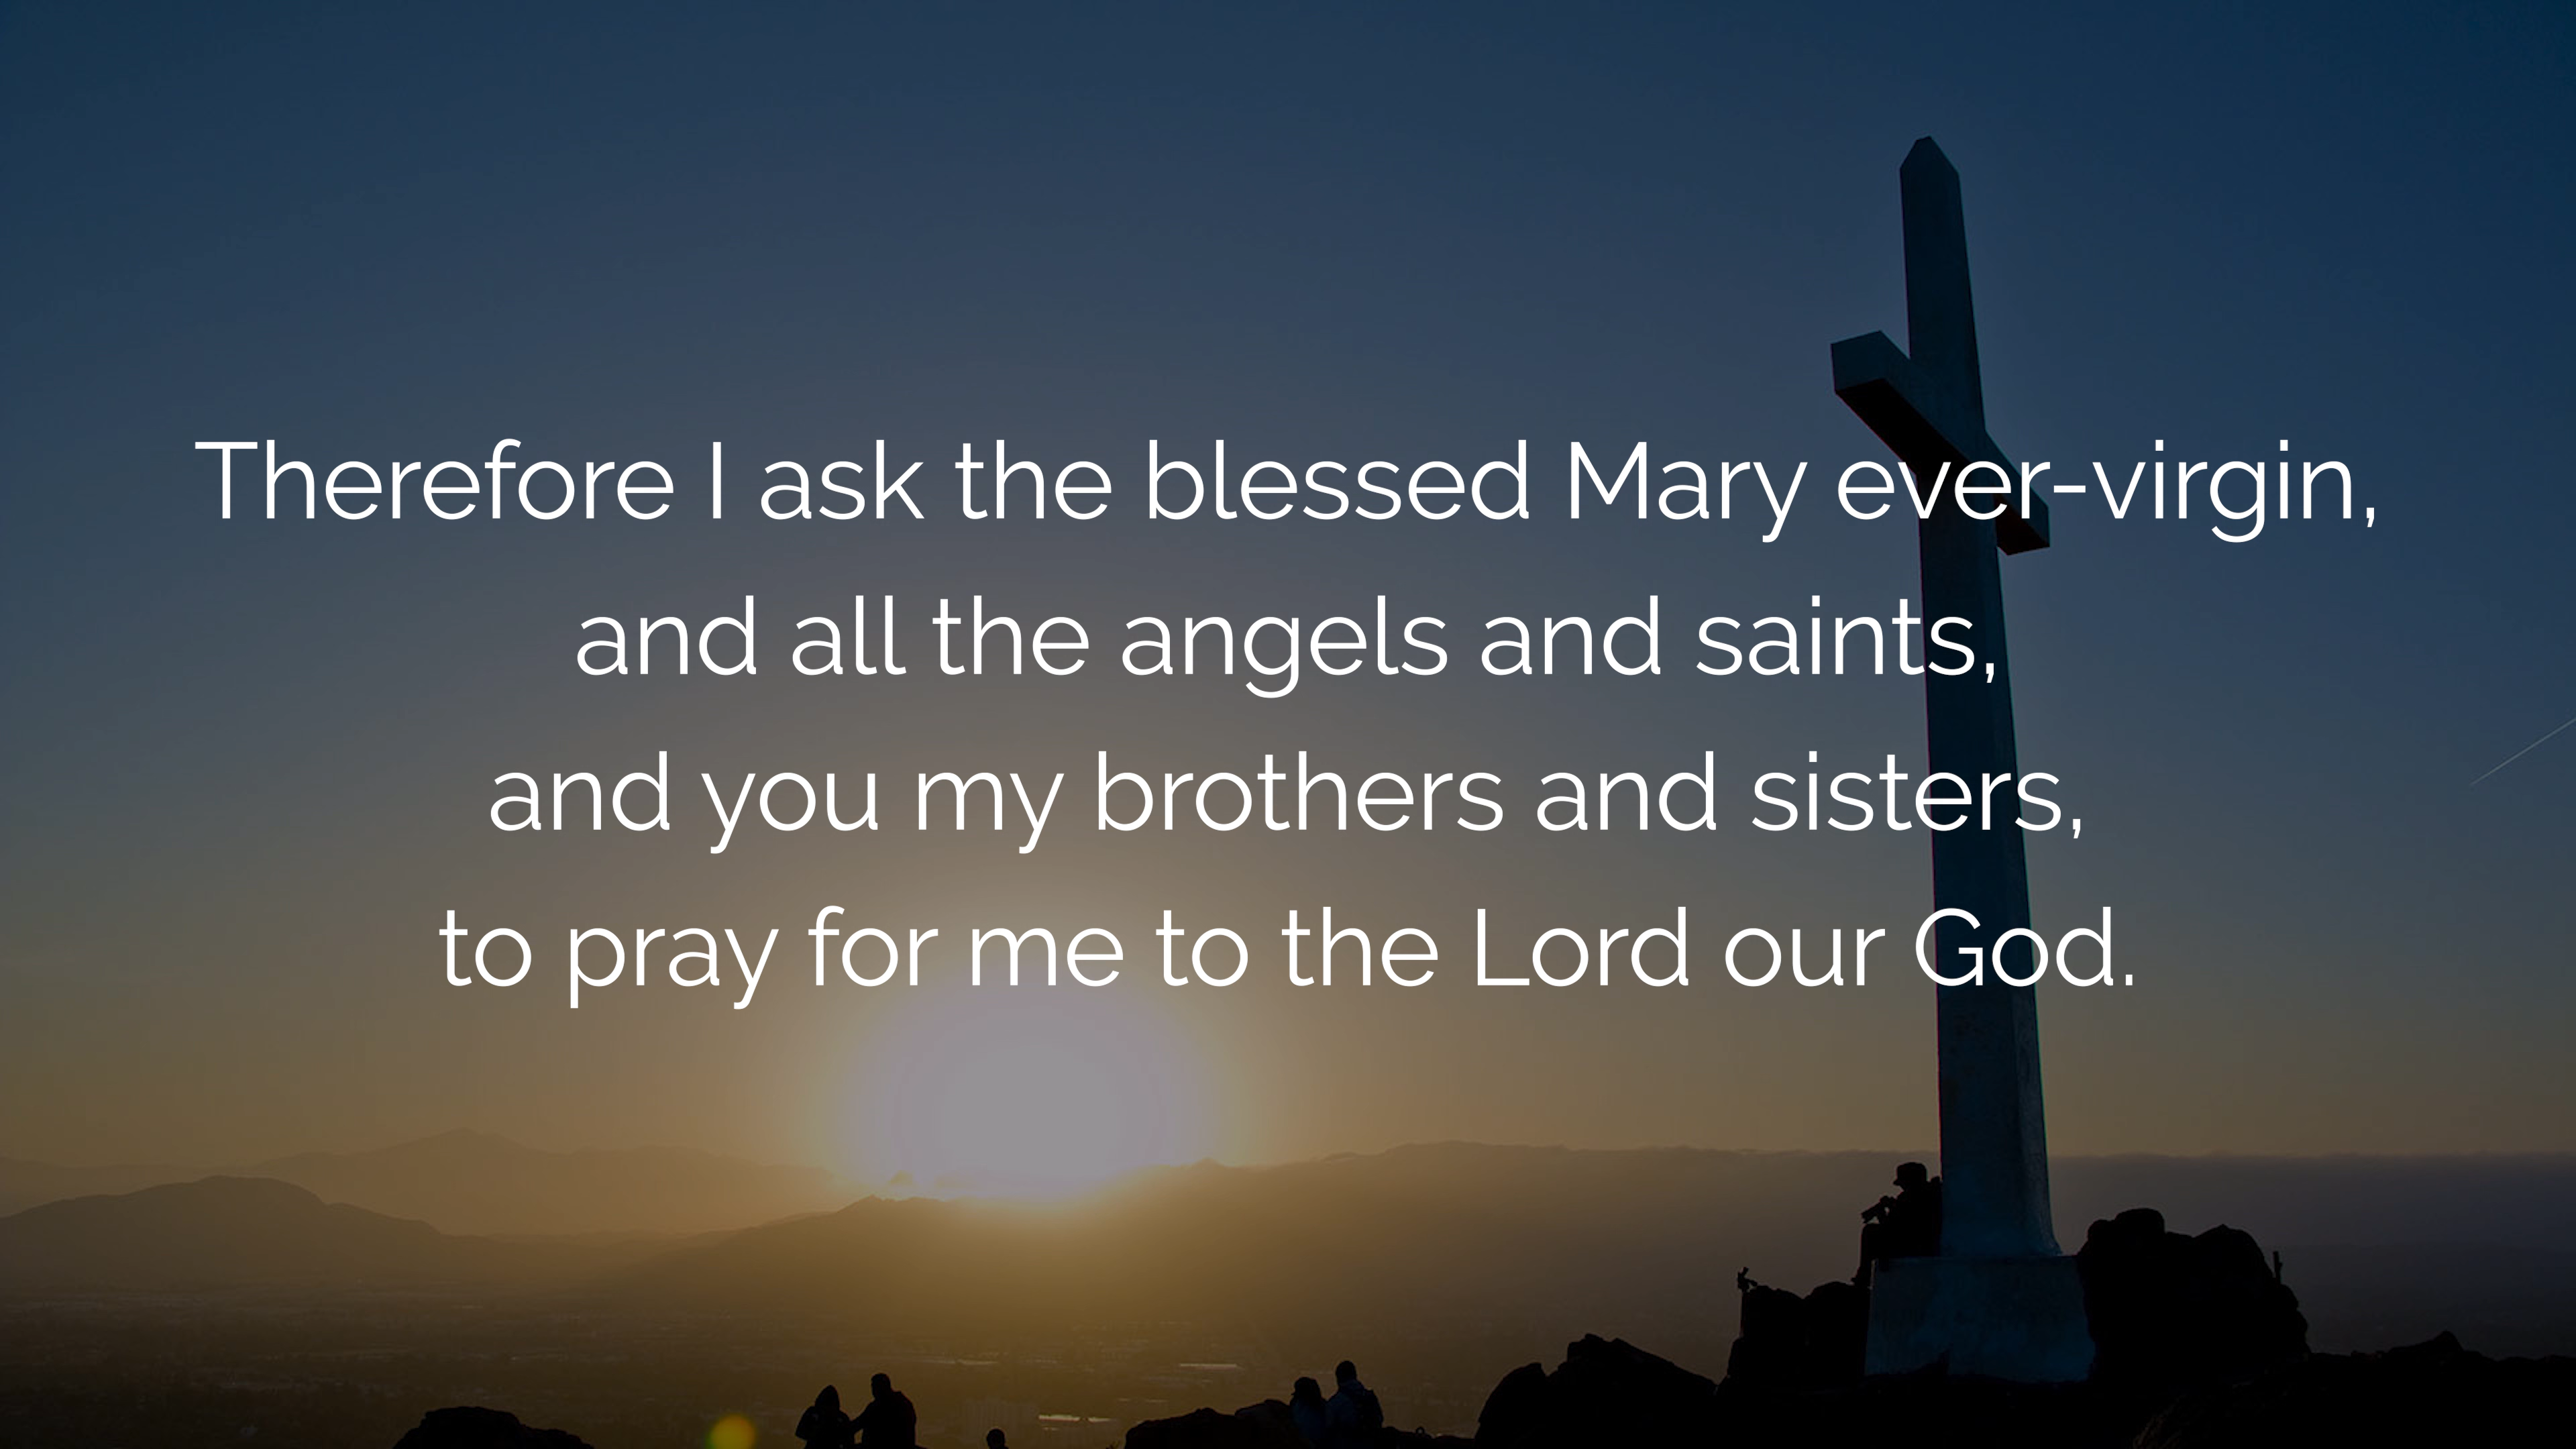 Therefore I ask the blessed Mary ever-virgin,
and all the angels and saints,
and you my brothers and sisters,
to pray for me to the Lord our God.